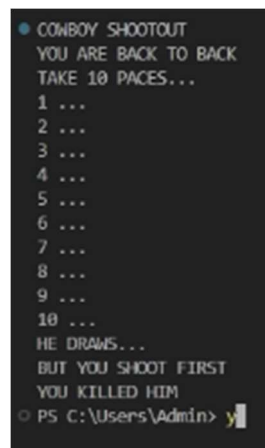 COWBOY SHOOTOUT
YOU ARE BACK TO BACK
TAKE 10 PACES...
1 ...
2 ...
3 ...
4 ...
5 ...
6 ...
7 ...
8 ...
9 ...
10 ...
HE DRAWS...
BUT YOU SHOOT FIRST
YOU KILLED HIM
PS C:\Users\Admin> y